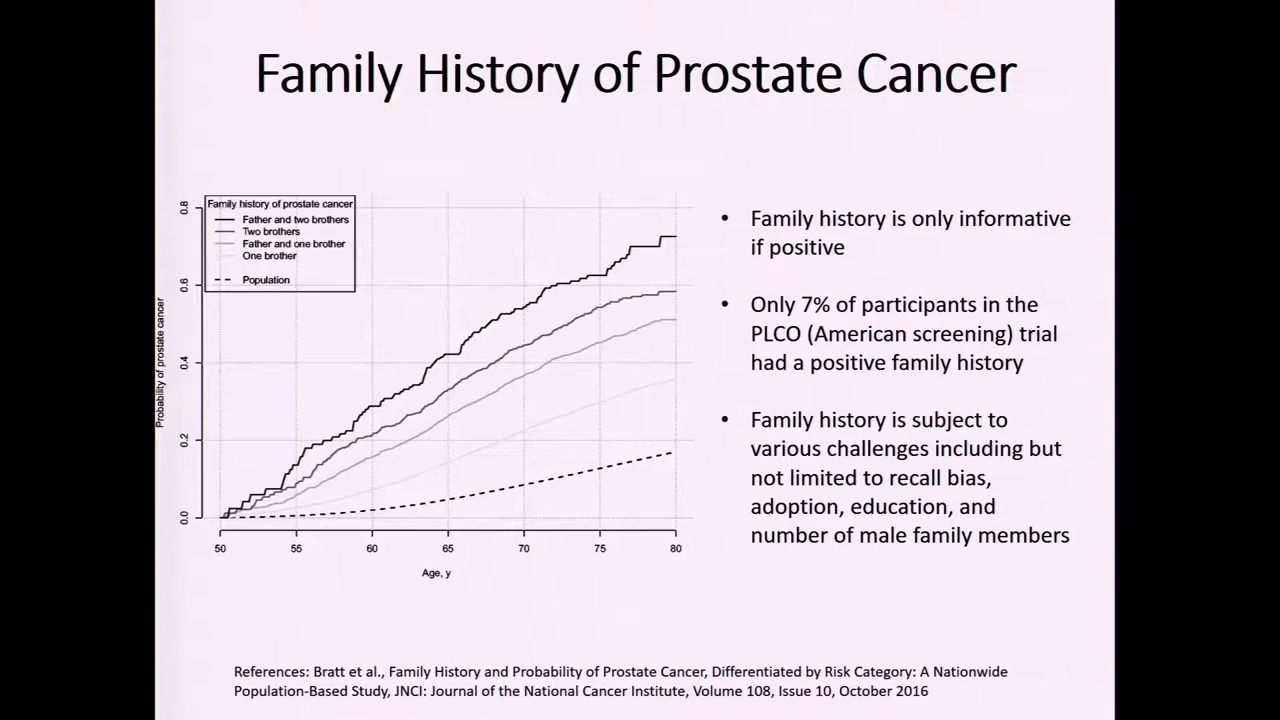 Family History of Prostate Cancer
Family history of prostate cancer
Father and two brothers
Two brothers
Father and one brother
One brother
Population
Probability of prostate cancer
0.8
0.6
0.4
0.2
0.0
50
55
60
65
70
75
80
Age, y
• Family history is only informative
if positive
• Only 7% of participants in the
PLCO (American screening) trial
had a positive family history
• Family history is subject to
various challenges including but
not limited to recall bias,
adoption, education, and
number of male family members
References: Bratt et al., Family History and Probability of Prostate Cancer, Differentiated by Risk Category: A Nationwide
Population-Based Study, JNCI: Journal of the National Cancer Institute, Volume 108, Issue 10, October 2016